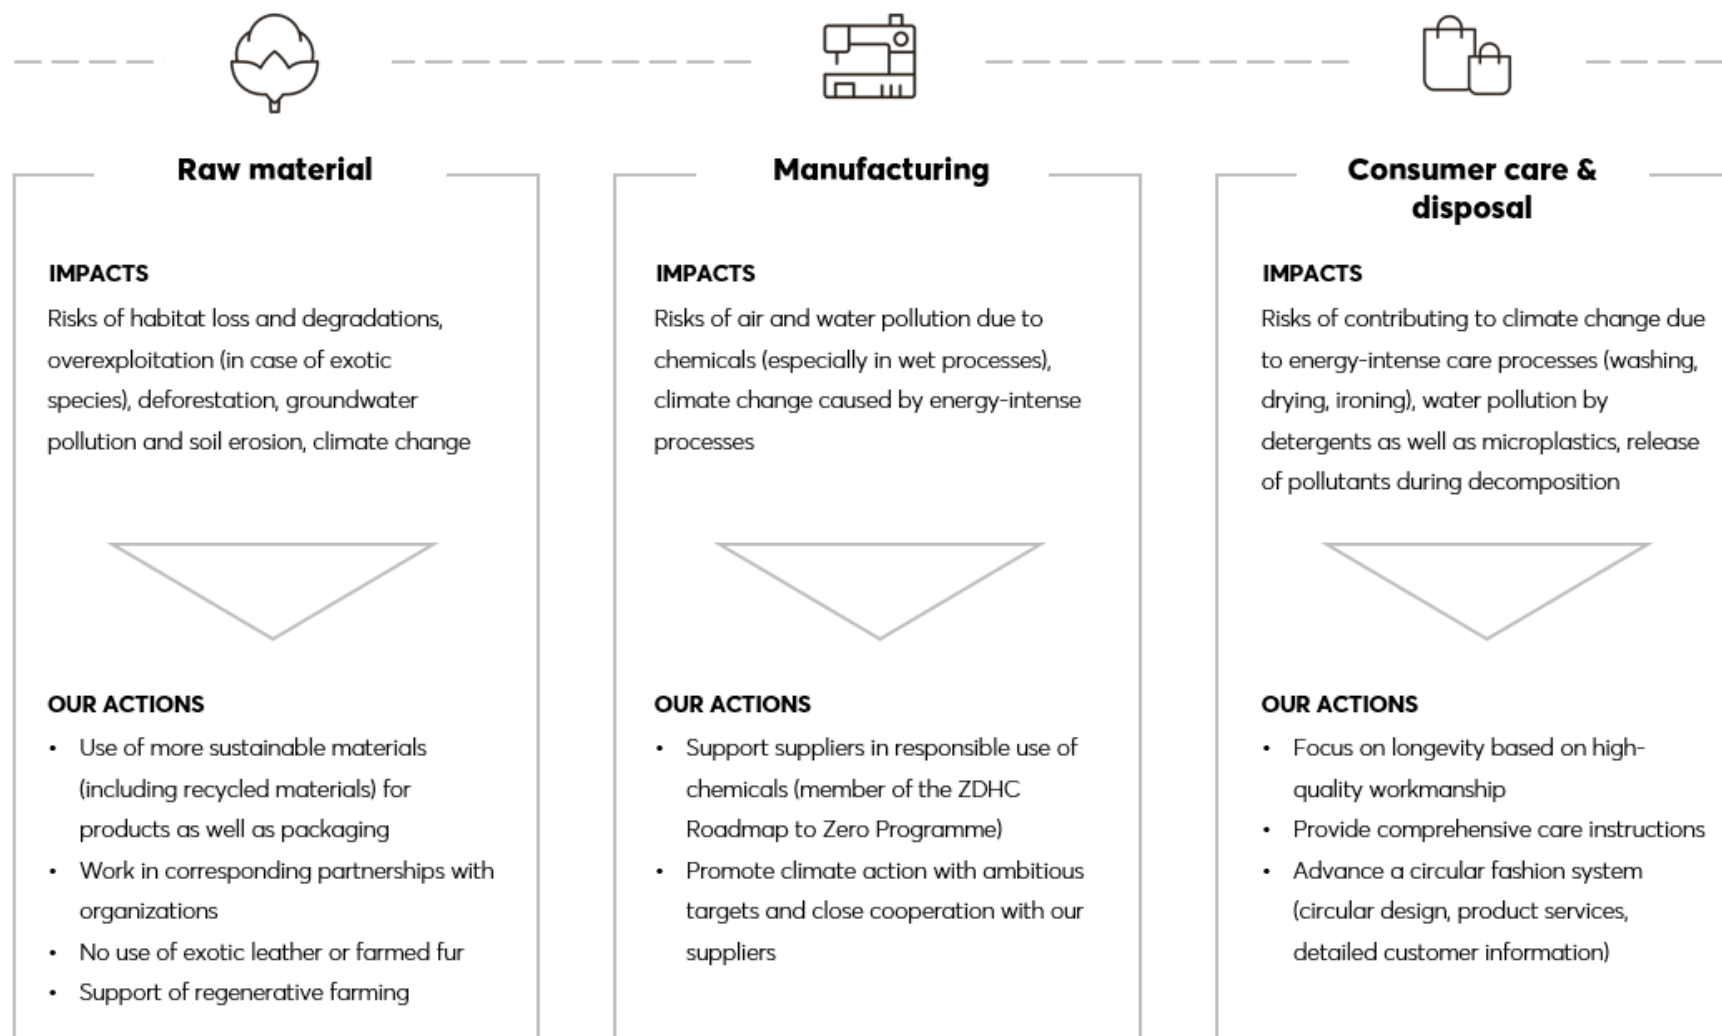 Raw material
IMPACTS
Risks of habitat loss and degradations,
overexploitation (in case of exotic
species), deforestation, groundwater
pollution and soil erosion, climate change
OUR ACTIONS
• Use of more sustainable materials
(including recycled materials) for
products as well as packaging
• Work in corresponding partnerships with
organizations
• No use of exotic leather or farmed fur
• Support of regenerative farming
Manufacturing
IMPACTS
Risks of air and water pollution due to
chemicals (especially in wet processes),
climate change caused by energy-intense
processes
OUR ACTIONS
• Support suppliers in responsible use of
chemicals (member of the ZDHC
Roadmap to Zero Programme)
• Promote climate action with ambitious
targets and close cooperation with our
suppliers
Consumer care &
disposal
IMPACTS
Risks of contributing to climate change due
to energy-intense care processes (washing,
drying, ironing), water pollution by
detergents as well as microplastics, release
of pollutants during decomposition
OUR ACTIONS
• Focus on longevity based on high-
quality workmanship
• Provide comprehensive care instructions
• Advance a circular fashion system
(circular design, product services,
detailed customer information)